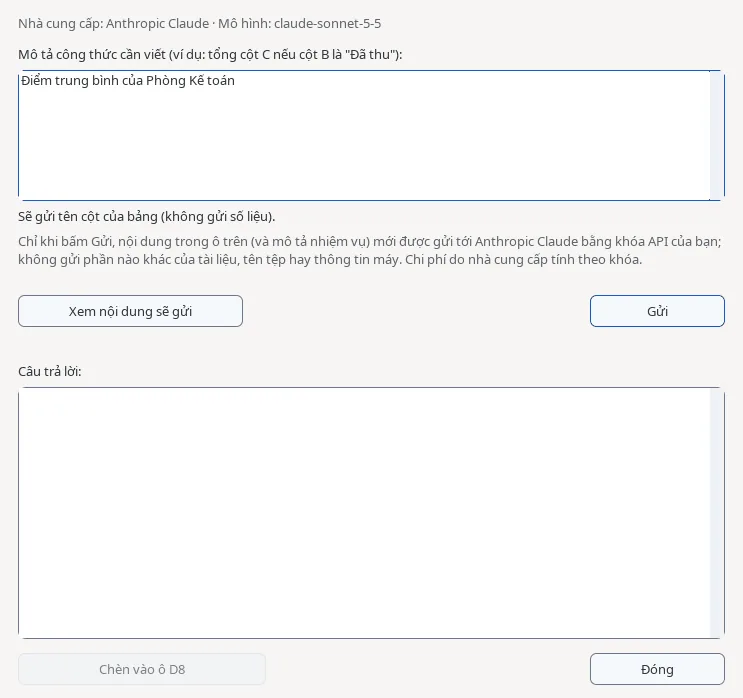 Nhà cung cấp: Anthropic Claude · Mô hình: claude-sonnet-5-5
Mô tả công thức cần viết (ví dụ: tổng cột C nếu cột B là "Đã thu"):
Điểm trung bình của Phòng Kế toán
Sẽ gửi tên cột của bảng (không gửi số liệu).
Chỉ khi bấm Gửi, nội dung trong ô trên (và mô tả nhiệm vụ) mới được gửi tới Anthropic Claude bằng khóa API của bạn;
không gửi phần nào khác của tài liệu, tên tệp hay thông tin máy. Chi phí do nhà cung cấp tính theo khóa.
Xem nội dung sẽ gửi
Gửi
Câu trả lời:
Chèn vào ô D8
Đóng